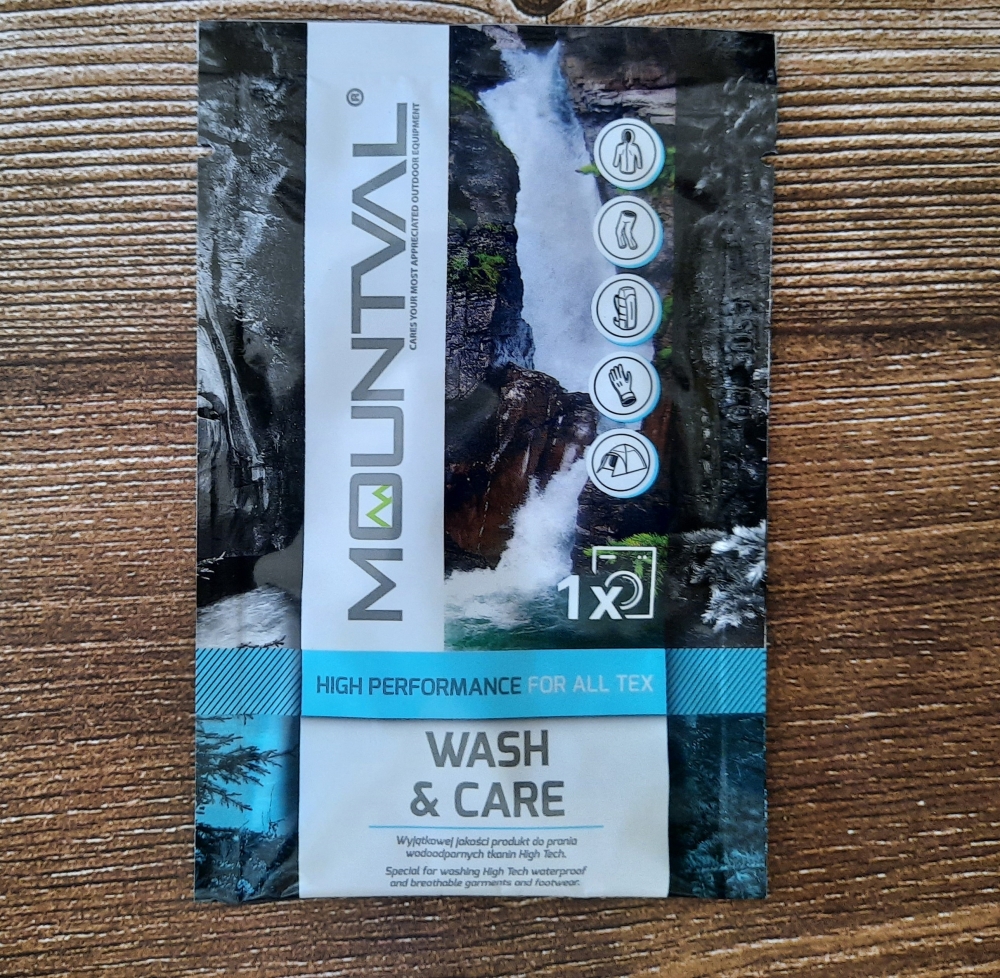 MOUNTVAL®
CARES YOUR MOST APPRECIATED OUTDOOR EQUIPMENT
1x
HIGH PERFORMANCE FOR ALL TEX
WASH
& CARE
Wyjątkowej jakości produkt do prania
wodoodpornych tkanin High Tech.
Special for washing High Tech waterproof
and breathable garments and footwear.